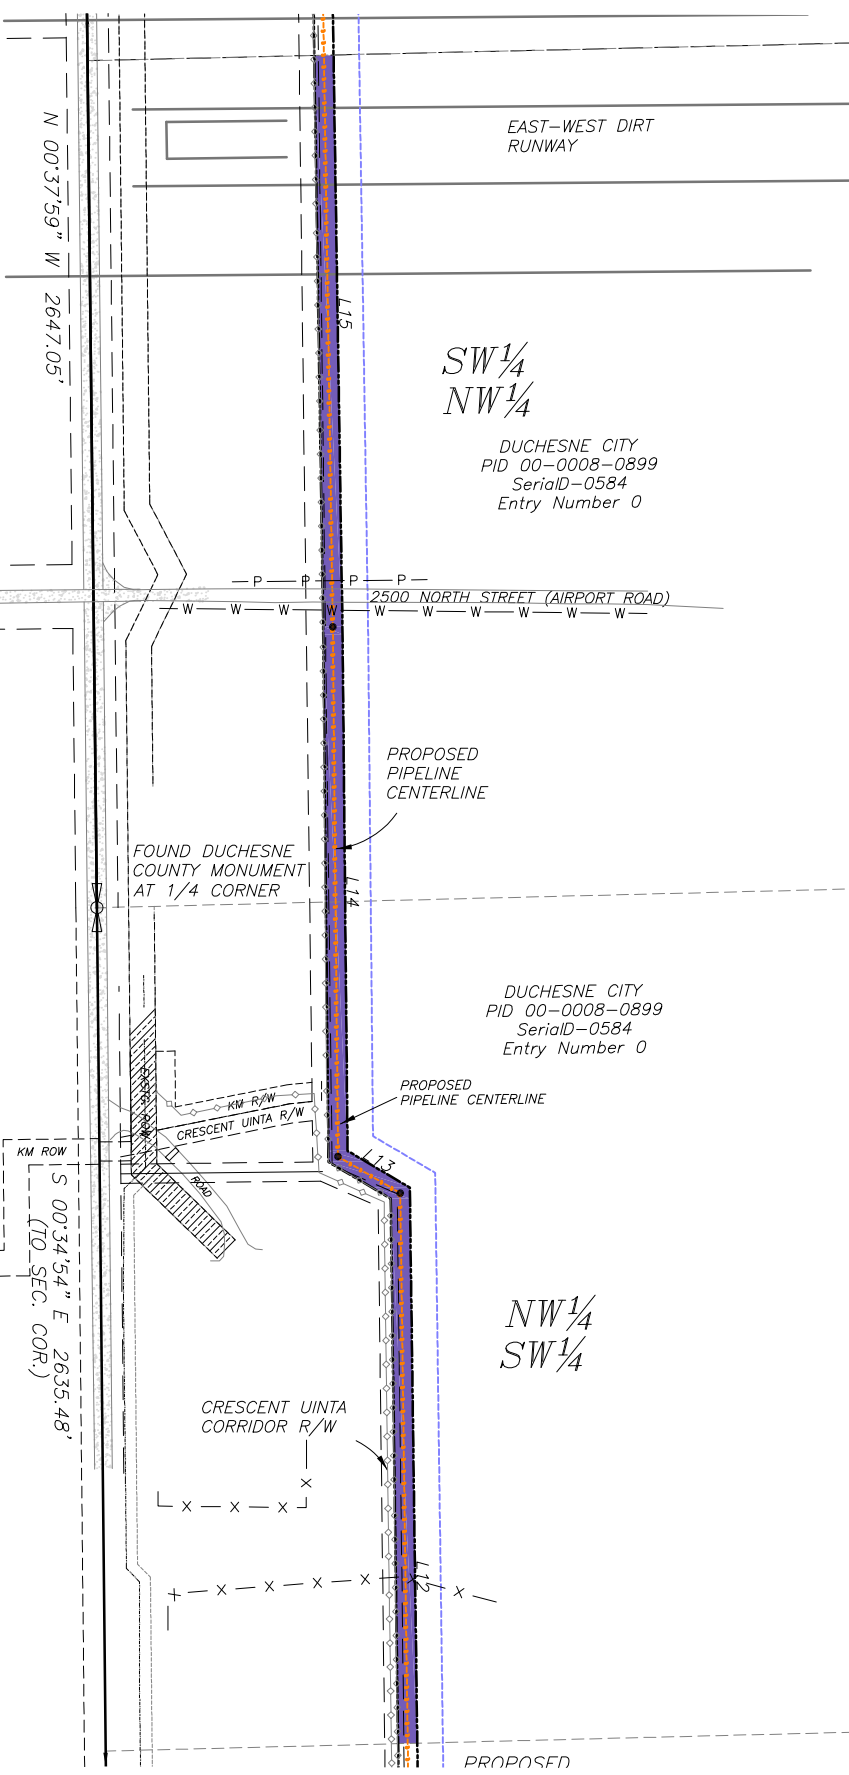 EAST-WEST DIRT
RUNWAY
N 00°37'59" W 2647.05'
L15
SW¼
NW¼
DUCHESNE CITY
PID 00-0008-0899
SerialD-0584
Entry Number 0
P P P P
2500 NORTH STREET (AIRPORT ROAD)
W W W W W W W W W W
PROPOSED
PIPELINE
CENTERLINE
FOUND DUCHESNE
COUNTY MONUMENT
AT 1/4 CORNER
L14
DUCHESNE CITY
PID 00-0008-0899
SerialD-0584
Entry Number 0
PROPOSED
PIPELINE CENTERLINE
EXSTG. ROW
KM R/W
CRESCENT UINTA R/W
KM ROW
L13
ROAD
S 00°34'54" E 2635.48'
(TO SEC. COR.)
NW¼
SW¼
CRESCENT UINTA
CORRIDOR R/W
X
X X X
X X X X X X X
L12
PROPOSED